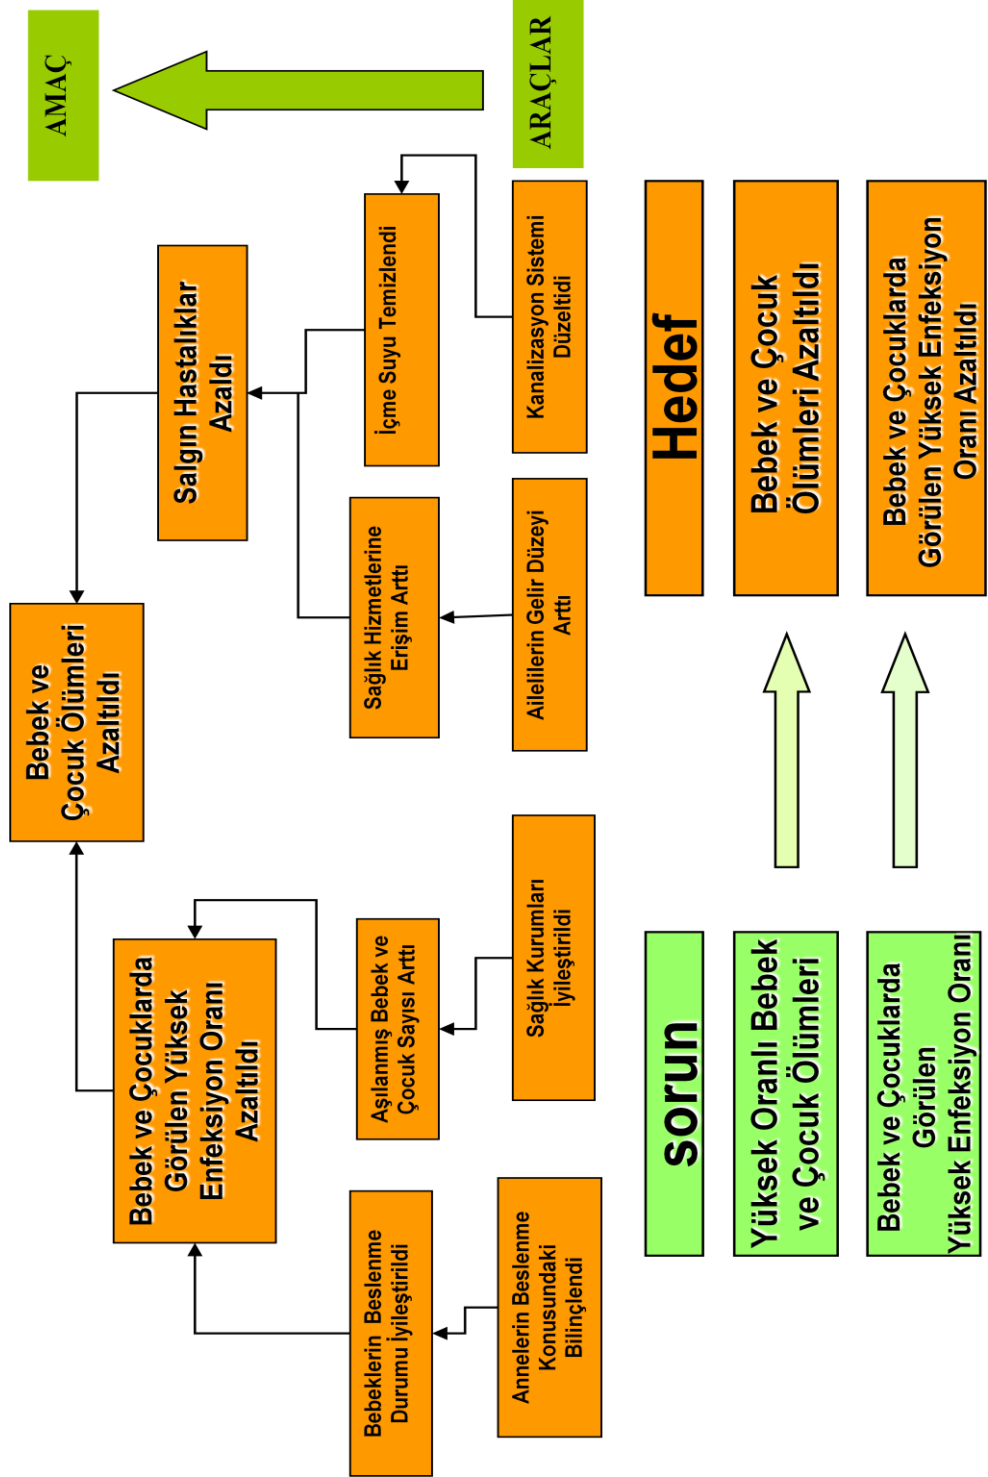 Bebek ve
Çocuk Ölümleri
Azaltıldı
AMAÇ
Bebek ve Çocuklarda
Görülen Yüksek
Enfeksiyon Oranı
Azaltıldı
Salgın Hastalıklar
Azaldı
Bebeklerin Beslenme
Durumu İyileştirildi
Aşılanmış Bebek ve
Çocuk Sayısı Arttı
Sağlık Hizmetlerine
Erişim Arttı
İçme Suyu Temizlendi
Annelerin Beslenme
Konusundaki
Bilinçlendi
Sağlık Kurumları
İyileştirildi
Ailelilerin Gelir Düzeyi
Arttı
Kanalizasyon Sistemi
Düzeltidi
ARAÇLAR
sorun
Hedef
Yüksek Oranlı Bebek
ve Çocuk Ölümleri
Bebek ve Çocuk
Ölümleri Azaltıldı
Bebek ve Çocuklarda
Görülen
Yüksek Enfeksiyon Oranı
Bebek ve Çocuklarda
Görülen Yüksek Enfeksiyon
Oranı Azaltıldı